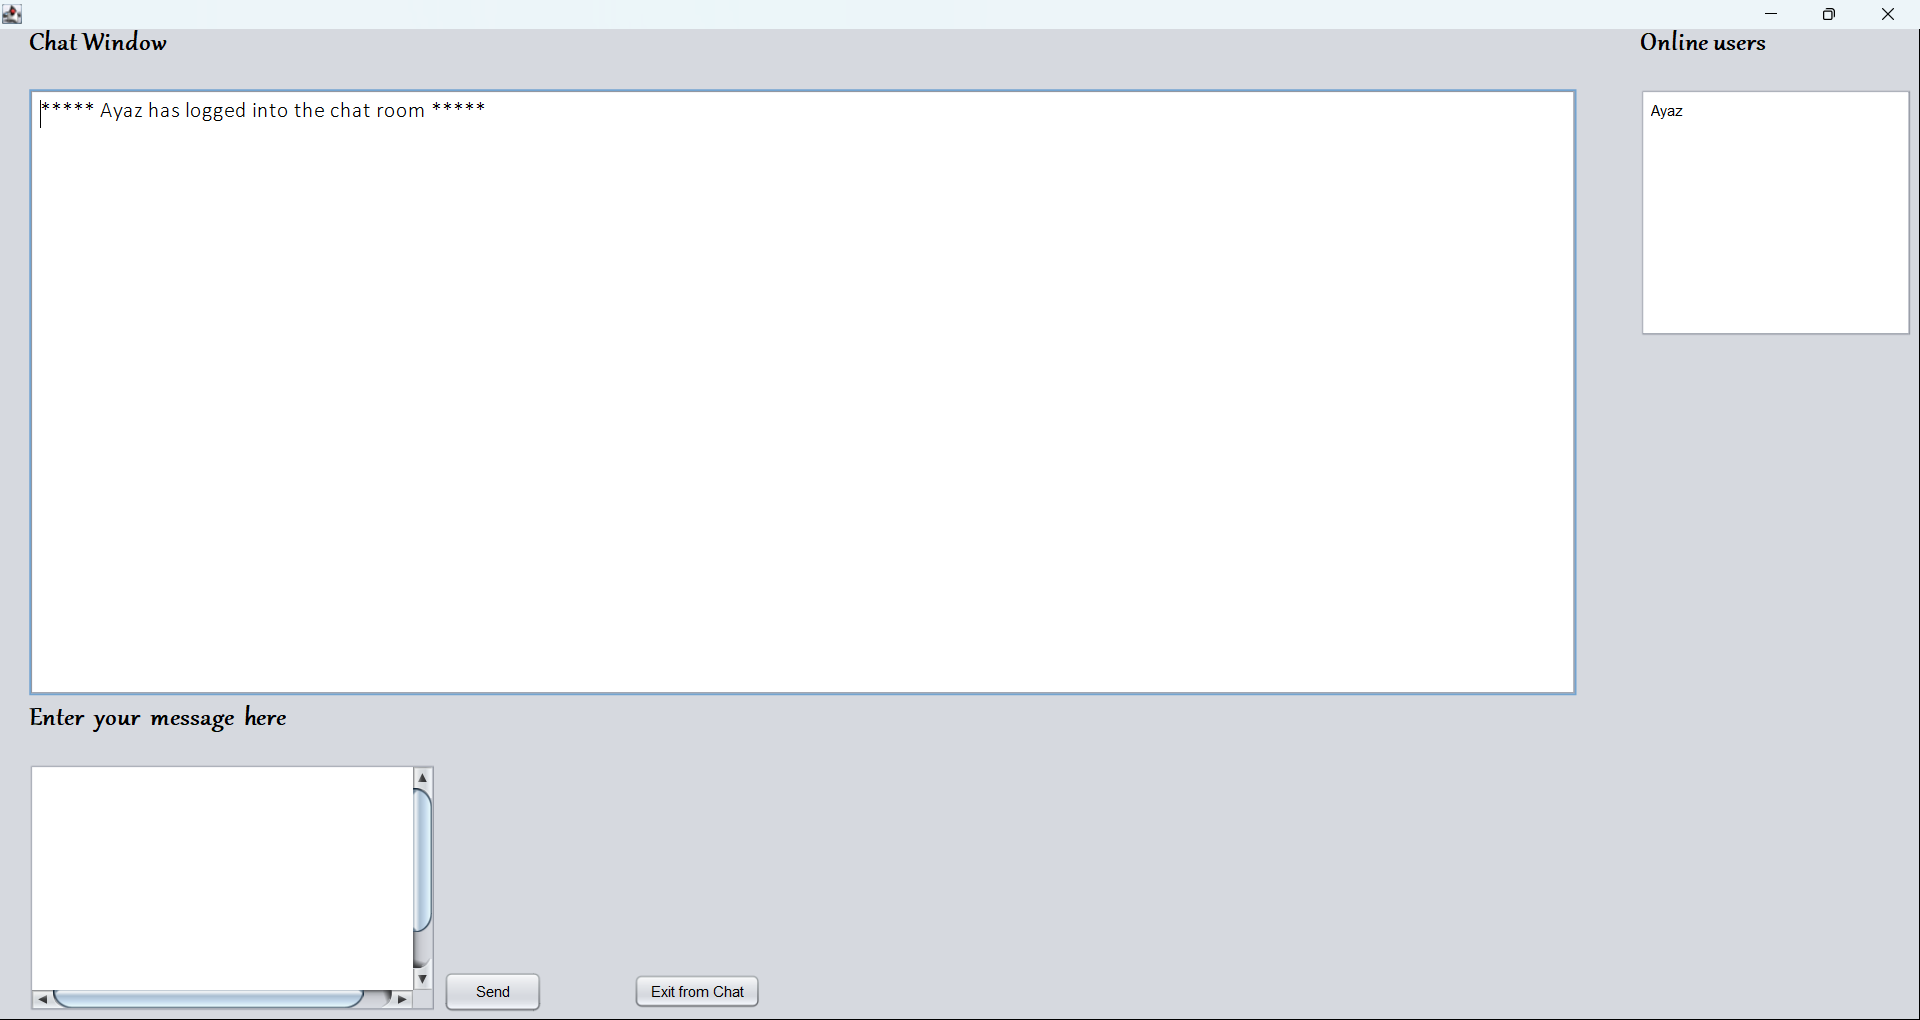 Chat Window
Online users
***** Ayaz has logged into the chat room *****
Ayaz
Enter your message here
Send
Exit from Chat